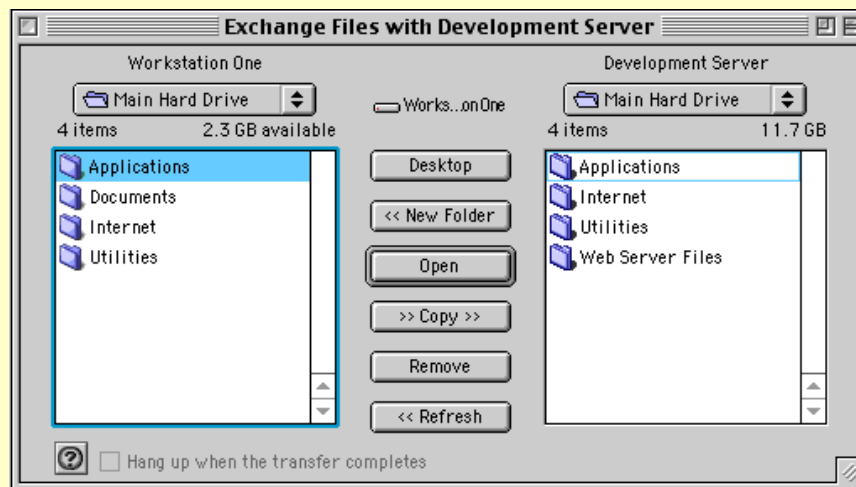 Exchange Files with Development Server
Workstation One
Main Hard Drive
4 items 2.3 GB available
Applications
Documents
Internet
Utilities
Works...on One
Desktop
<< New Folder
Open
>> Copy >>
Remove
<< Refresh
Development Server
Main Hard Drive
4 items 11.7 GB
Applications
Internet
Utilities
Web Server Files
? Hang up when the transfer completes